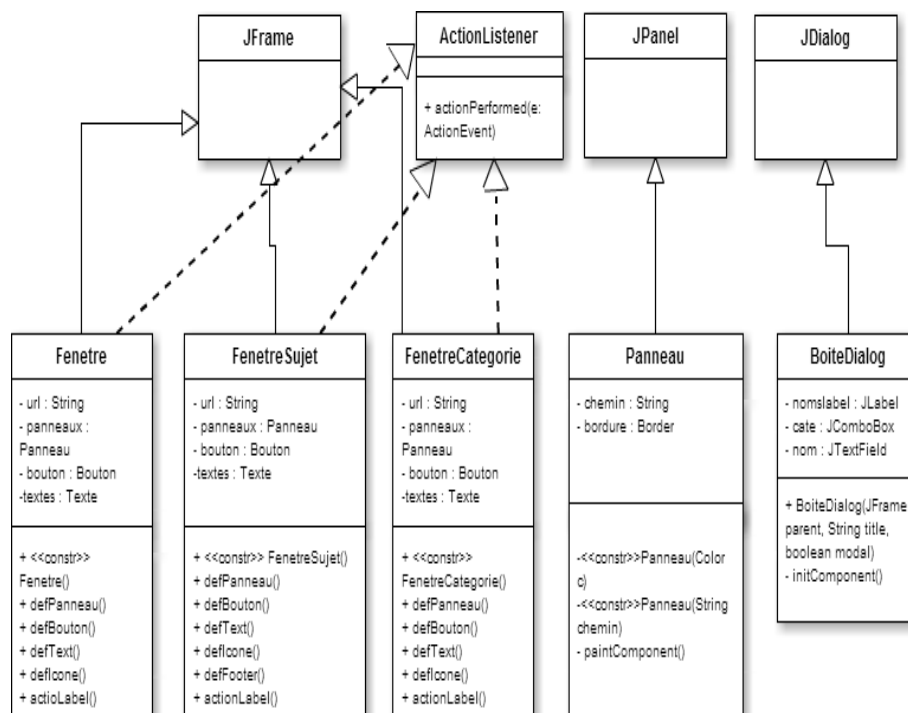 JFrame
ActionListener
+ actionPerformed(e:
ActionEvent)
JPanel
JDialog
Fenetre
- url : String
- panneaux :
Panneau
- bouton : Bouton
-textes : Texte
+ <<constr>>
Fenetre()
+ defPanneau()
+ defBouton()
+ defText()
+ defIcone()
+ actioLabel()
FenetreSujet
- url : String
- panneaux : Panneau
- bouton : Bouton
-textes : Texte
+ <<constr>> FenetreSujet()
+ defPanneau()
+ defBouton()
+ defText()
+ defIcone()
+ defFooter()
+ actionLabel()
FenetreCategorie
- url : String
- panneaux :
Panneau
- bouton : Bouton
-textes : Texte
+ <<constr>>
FenetreCategorie()
+ defPanneau()
+ defBouton()
+ defText()
+ defIcone()
+ actionLabel()
Panneau
- chemin : String
- bordure : Border
-<<constr>>Panneau(Color
c)
-<<constr>>Panneau(String
chemin)
- paintComponent()
BoiteDialog
- nomslabel : JLabel
- cate : JComboBox
- nom : JTextField
+ BoiteDialog(JFrame
parent, String title,
boolean modal)
- initComponent()